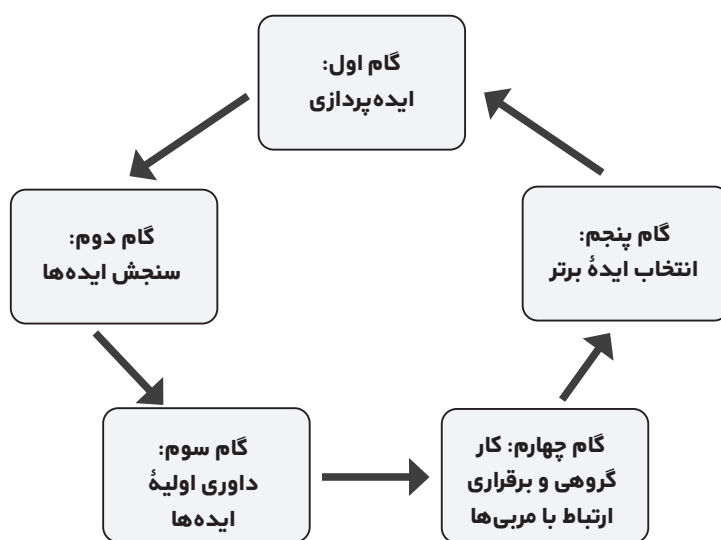 گام اول:
ایده‌پردازی
گام دوم:
سنجش ایده‌ها
گام سوم:
داوری اولیهٔ
ایده‌ها
گام چهارم: کار
گروهی و برقراری
ارتباط با مربی‌ها
گام پنجم:
انتخاب ایدهٔ برتر